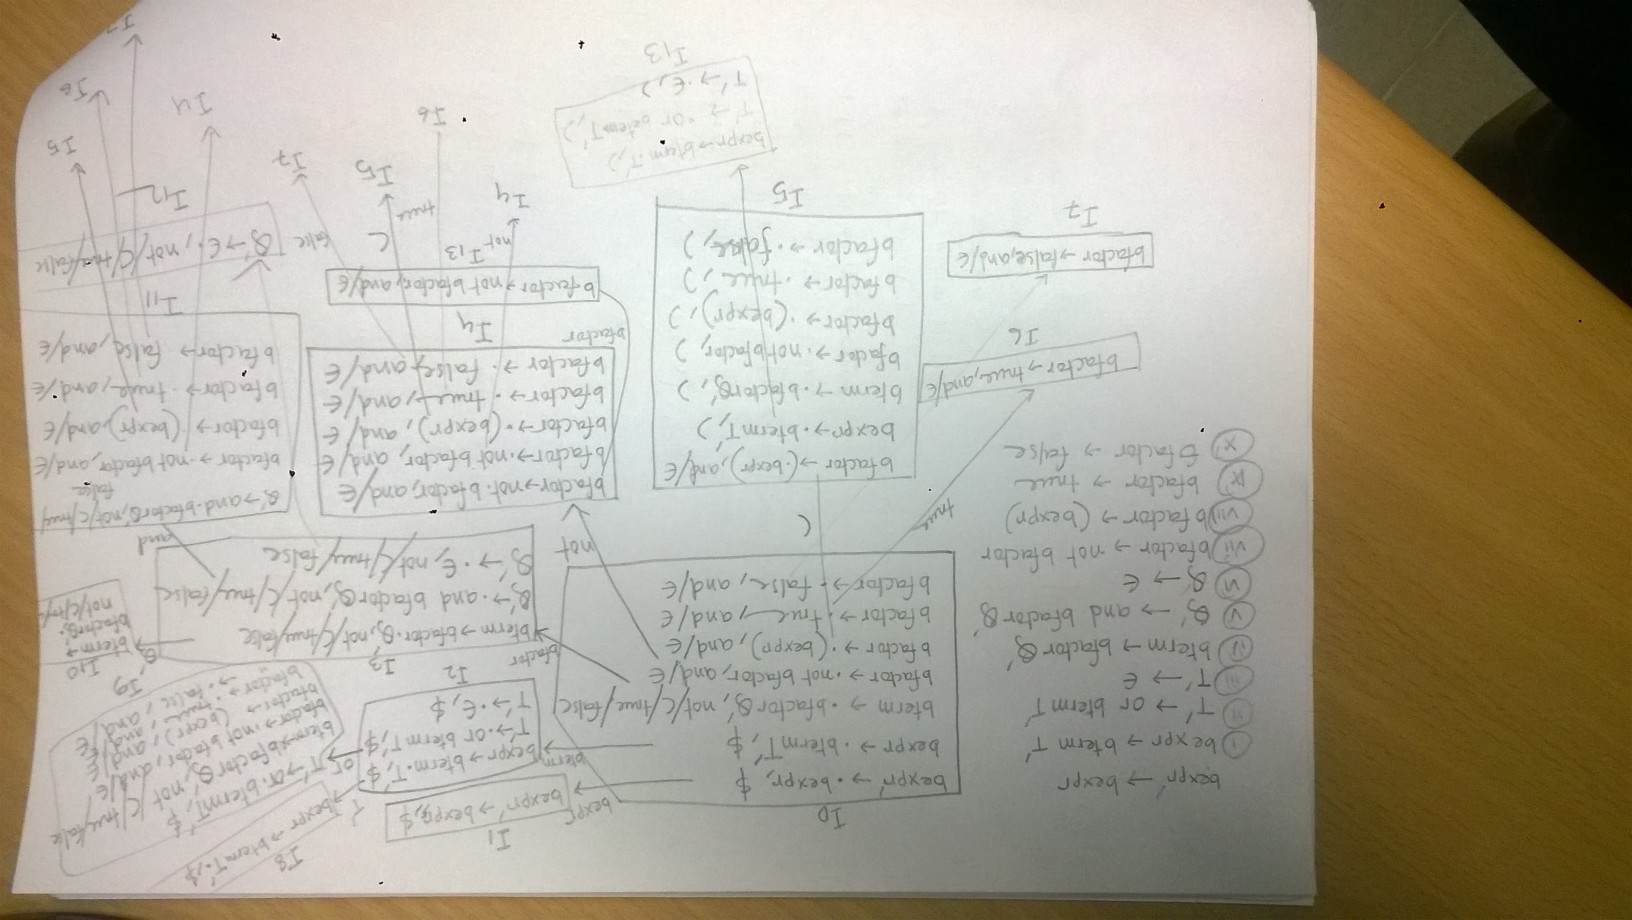 bexpr' → bexpr
i bexpr → bterm T'
ii T' → or bterm T'
iii T' → ε
iv bterm → bfactor Q'
v Q' → and bfactor Q'
vi Q' → ε
vii bfactor → not bfactor
viii bfactor → (bexpr)
ix bfactor → true
x bfactor → false
I0
bexpr' → ·bexpr, $
bexpr → ·bterm T', $
bterm → ·bfactor Q', not/(/true/false
bfactor → ·not bfactor, and/ε
bfactor → ·(bexpr), and/ε
bfactor → ·true, and/ε
bfactor → ·false, and/ε
bexpr
bterm
bfactor
not
(
true
I1
bexpr' → bexpr·, $
bexpr → bterm·T', $
T' → ·or bterm T', $
T' → ·ε, $
I2
T'
or
I8
bexpr → bterm T'·, $
T' → or·bterm T', $
bterm → ·bfactor Q', not/(/true/false
bfactor → ·not bfactor, and/ε
bfactor → ·(bexpr), and/ε
bfactor → ·true, and/ε
bfactor → ·false, and/ε
I9
I3
bterm → bfactor·Q', not/(/true/false
Q' → ·and bfactor Q', not/(/true/false
Q' → ·ε, not/(/true/false
Q'
and
I10
bterm →
bfactor Q'·
Q' → and·bfactor Q', not/(/true/
false
bfactor → ·not bfactor, and/ε
bfactor → ·(bexpr), and/ε
bfactor → ·true, and/ε
bfactor → ·false, and/ε
I11
Q' → ε·, not/(/true/false
I12
I5
I6
I7
I4
bfactor → not·bfactor, and/ε
bfactor → ·not bfactor, and/ε
bfactor → ·(bexpr), and/ε
bfactor → ·true, and/ε
bfactor → ·false, and/ε
I4
bfactor
bfactor → not bfactor·, and/ε
I13
not
I4
(
I5
true
I6
false
I7
bfactor → (·bexpr), and/ε
bexpr → ·bterm T', )
bterm → ·bfactor Q', )
bfactor → ·not bfactor, )
bfactor → ·(bexpr), )
bfactor → ·true, )
bfactor → ·false, )
I5
bexpr → bterm·T', )
T' → ·or bterm T', )
T' → ·ε, )
I13
bfactor → true·, and/ε
I6
bfactor → false·, and/ε
I7